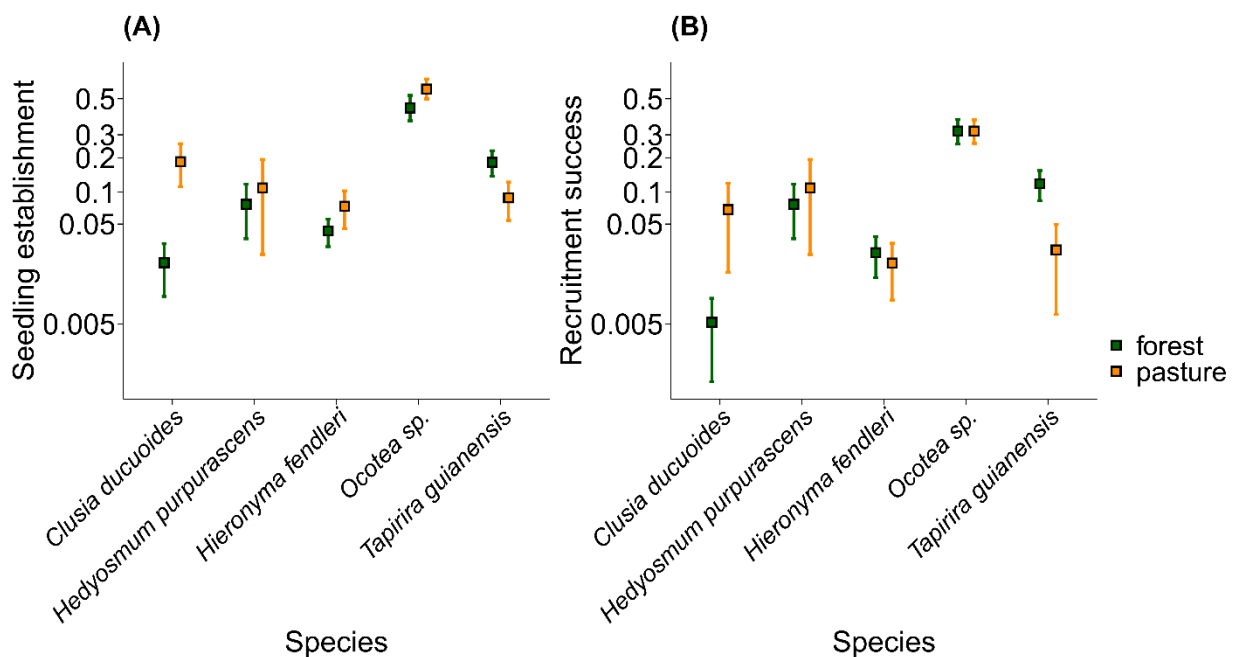 (A)
Seedling establishment
0.5
0.3
0.2
0.1
0.05
0.005
Clusia ducuoides
Hedyosmum purpurascens
Hieronyma fendleri
Ocotea sp.
Tapirira guianensis
Species
(B)
Recruitment success
0.5
0.3
0.2
0.1
0.05
0.005
Clusia ducuoides
Hedyosmum purpurascens
Hieronyma fendleri
Ocotea sp.
Tapirira guianensis
Species
forest
pasture